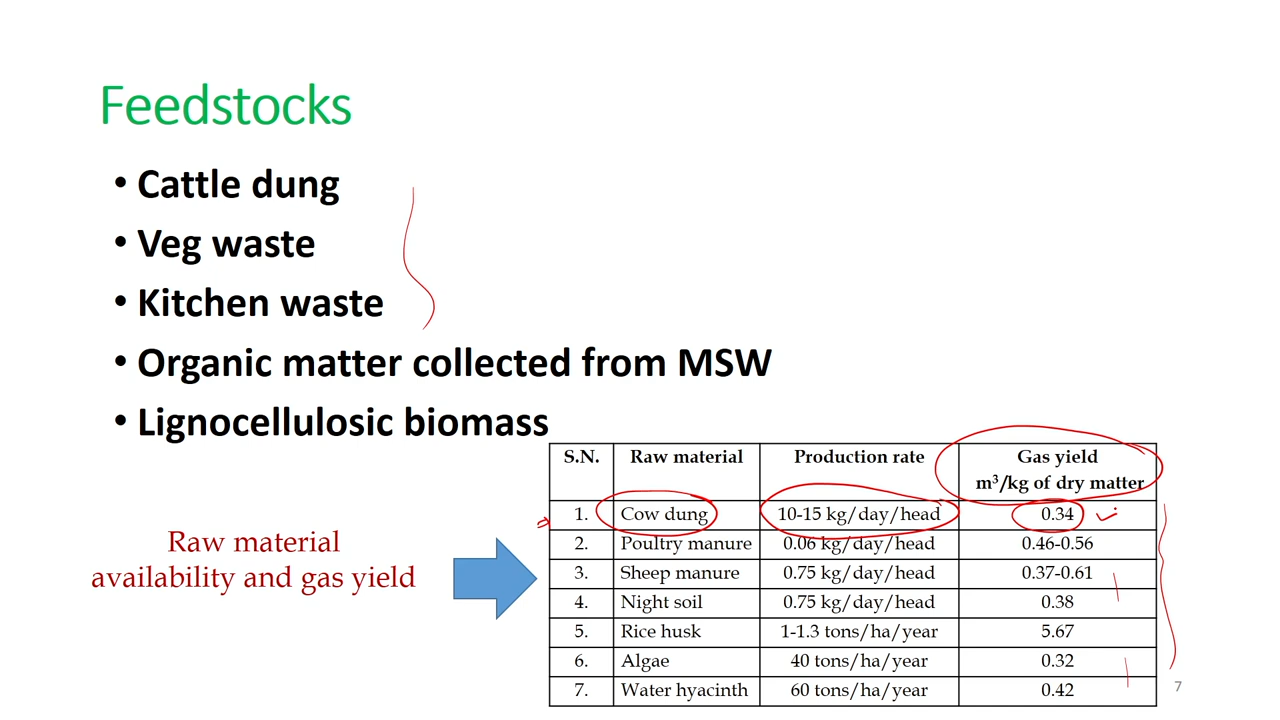 Feedstocks
• Cattle dung
• Veg waste
• Kitchen waste
• Organic matter collected from MSW
• Lignocellulosic biomass
Raw material
availability and gas yield
S.N. Raw material Production rate Gas yield
m³/kg of dry matter
1. Cow dung 10-15 kg/day/head 0.34
2. Poultry manure 0.06 kg/day/head 0.46-0.56
3. Sheep manure 0.75 kg/day/head 0.37-0.61
4. Night soil 0.75 kg/day/head 0.38
5. Rice husk 1-1.3 tons/ha/year 5.67
6. Algae 40 tons/ha/year 0.32
7. Water hyacinth 60 tons/ha/year 0.42
7